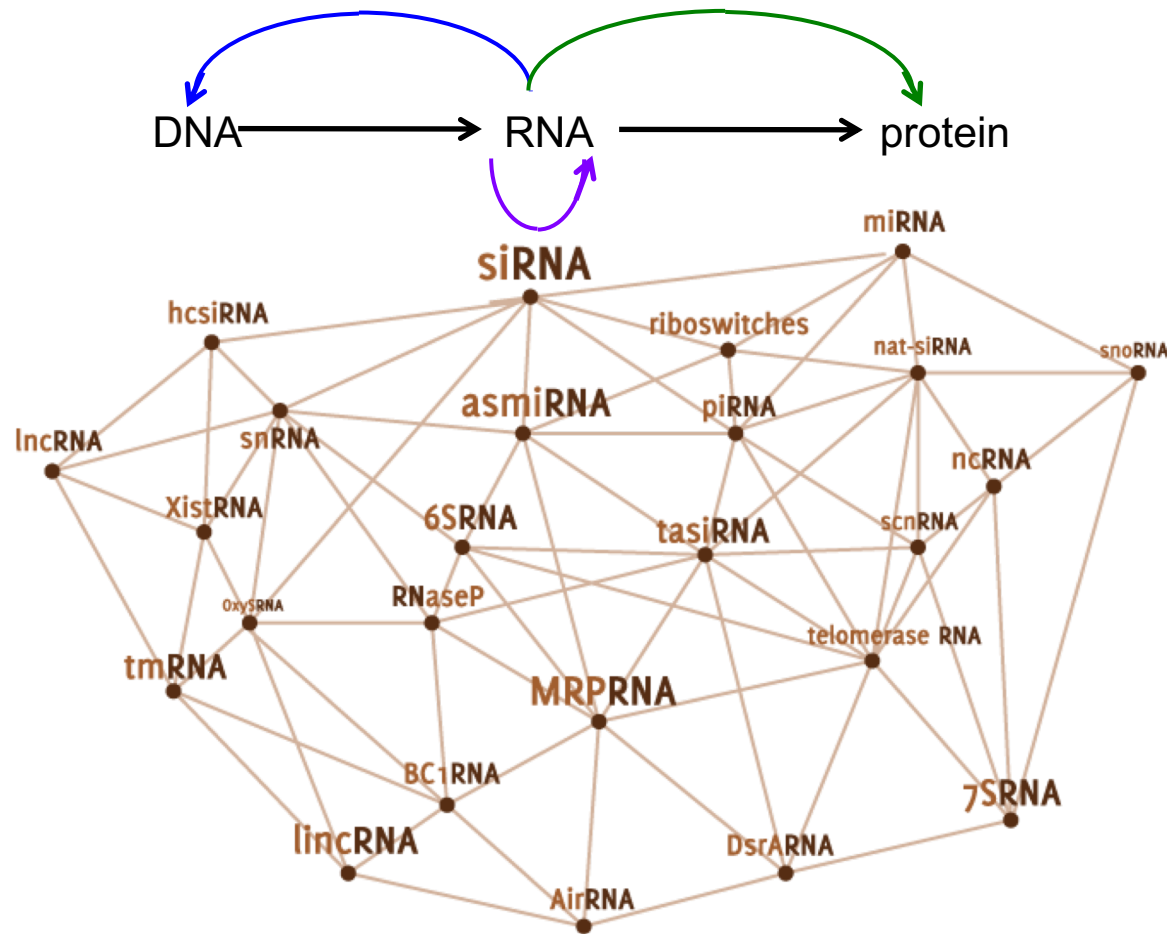 DNA RNA protein
miRNA
siRNA
hcsiRNA
riboswitches
nat-siRNA
snoRNA
asmiRNA
piRNA
lncRNA
snRNA
ncRNA
XistRNA
6SRNA
tasiRNA
scnRNA
OxySRNA
RNaseP
telomerase RNA
tmRNA
MRPRNA
BC1RNA
7SRNA
lincRNA
DsrARNA
AirRNA